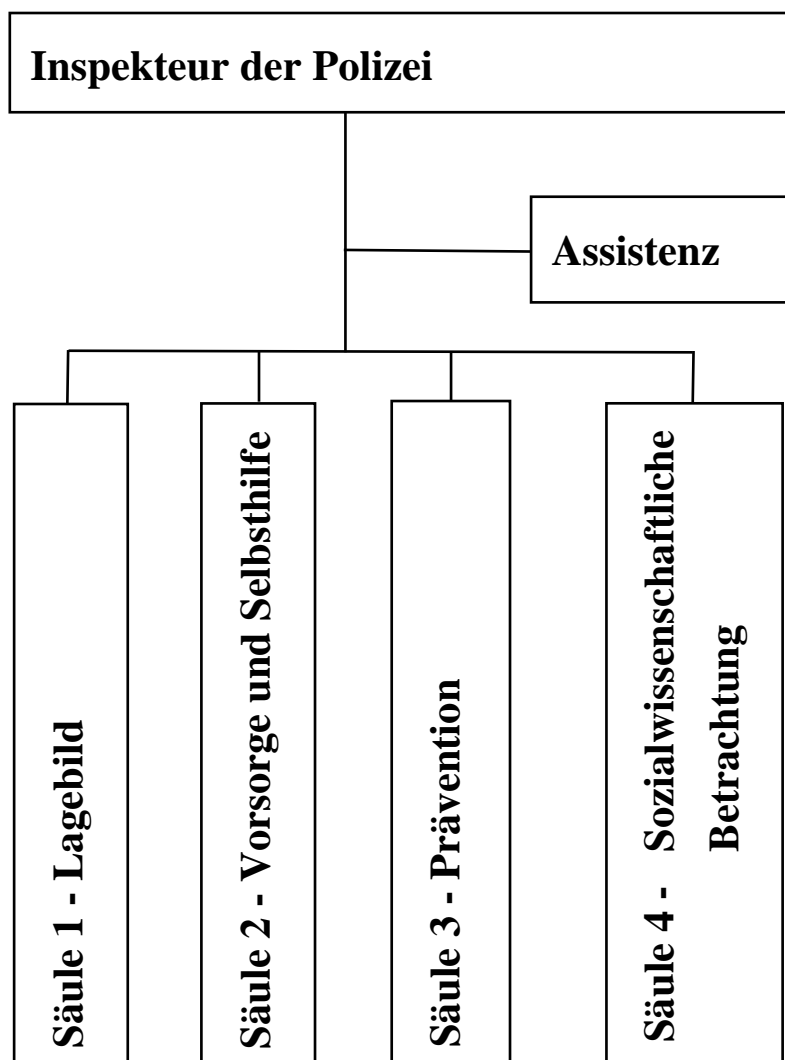 Inspekteur der Polizei
Assistenz
Säule 1 - Lagebild
Säule 2 - Vorsorge und Selbsthilfe
Säule 3 - Prävention
Säule 4 - Sozialwissenschaftliche
Betrachtung